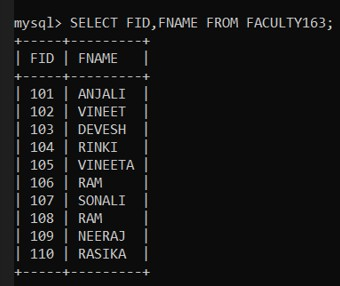 mysql> SELECT FID,FNAME FROM FACULTY163;
+-----+---------+
| FID | FNAME   |
+-----+---------+
| 101 | ANJALI  |
| 102 | VINEET  |
| 103 | DEVESH  |
| 104 | RINKI   |
| 105 | VINEETA |
| 106 | RAM     |
| 107 | SONALI  |
| 108 | RAM     |
| 109 | NEERAJ  |
| 110 | RASIKA  |
+-----+---------+